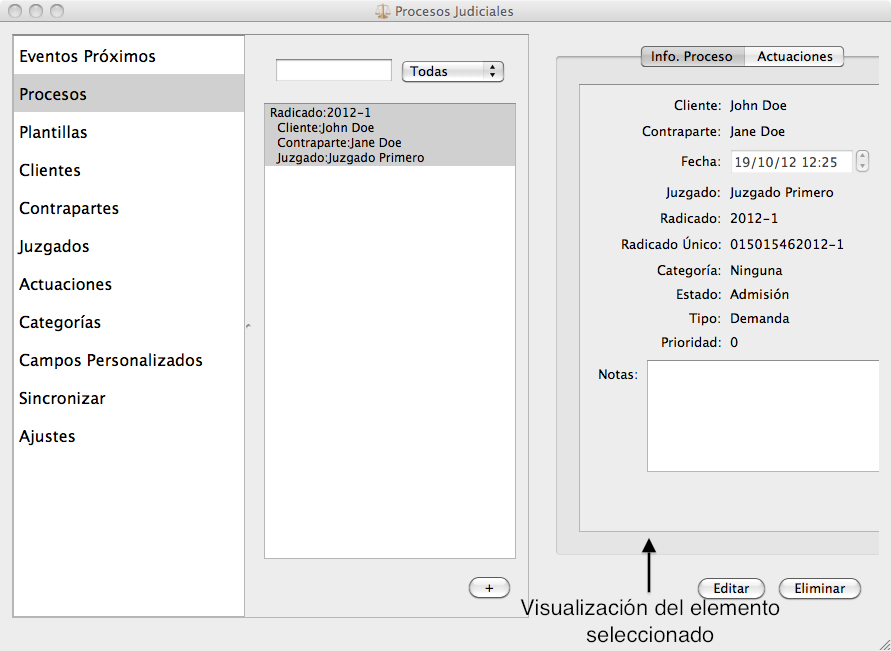 Procesos Judiciales
Eventos Próximos
Procesos
Plantillas
Clientes
Contrapartes
Juzgados
Actuaciones
Categorías
Campos Personalizados
Sincronizar
Ajustes
Todas
Radicado:2012-1
Cliente:John Doe
Contraparte:Jane Doe
Juzgado:Juzgado Primero
+
Info. Proceso Actuaciones
Cliente: John Doe
Contraparte: Jane Doe
Fecha: 19/10/12 12:25
Juzgado: Juzgado Primero
Radicado: 2012-1
Radicado Único: 015015462012-1
Categoría: Ninguna
Estado: Admisión
Tipo: Demanda
Prioridad: 0
Notas:
Editar Eliminar
Visualización del elemento
seleccionado